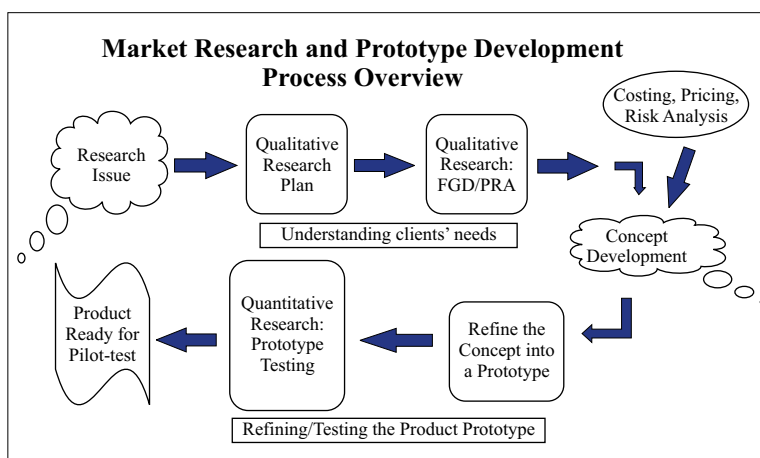 Market Research and Prototype Development
Process Overview
Research
Issue
Qualitative
Research
Plan
Qualitative
Research:
FGD/PRA
Costing, Pricing,
Risk Analysis
Understanding clients' needs
Concept
Development
Refine the
Concept into
a Prototype
Quantitative
Research:
Prototype
Testing
Product
Ready for
Pilot-test
Refining/Testing the Product Prototype